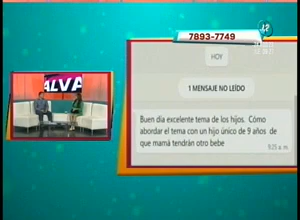 7893-7749
12
HOY
1 MENSAJE NO LEÍDO
ALVA
Buen día excelente tema de los hijos. Cómo
abordar el tema con un hijo único de 9 años de
que mamá tendrán otro bebe
9:25 a. m.